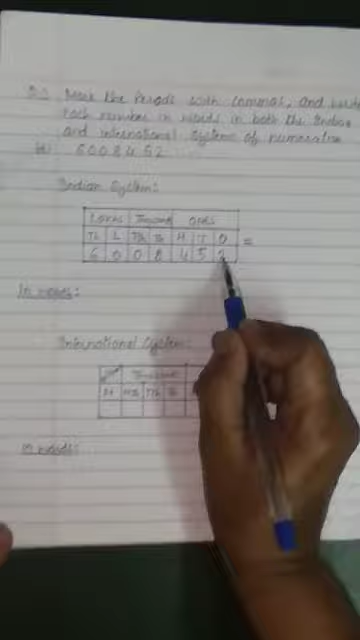 Mark the Periods with commas, and write
each number in words in both the Indian
and international systems of numeration
6008452
Indian System:
Lakhs Thousand Ones
TL L TTh Th H T O =
6 0 0 8 4 5 2
In words:
International System:
Thousand
M HTh TTh Th
In words: